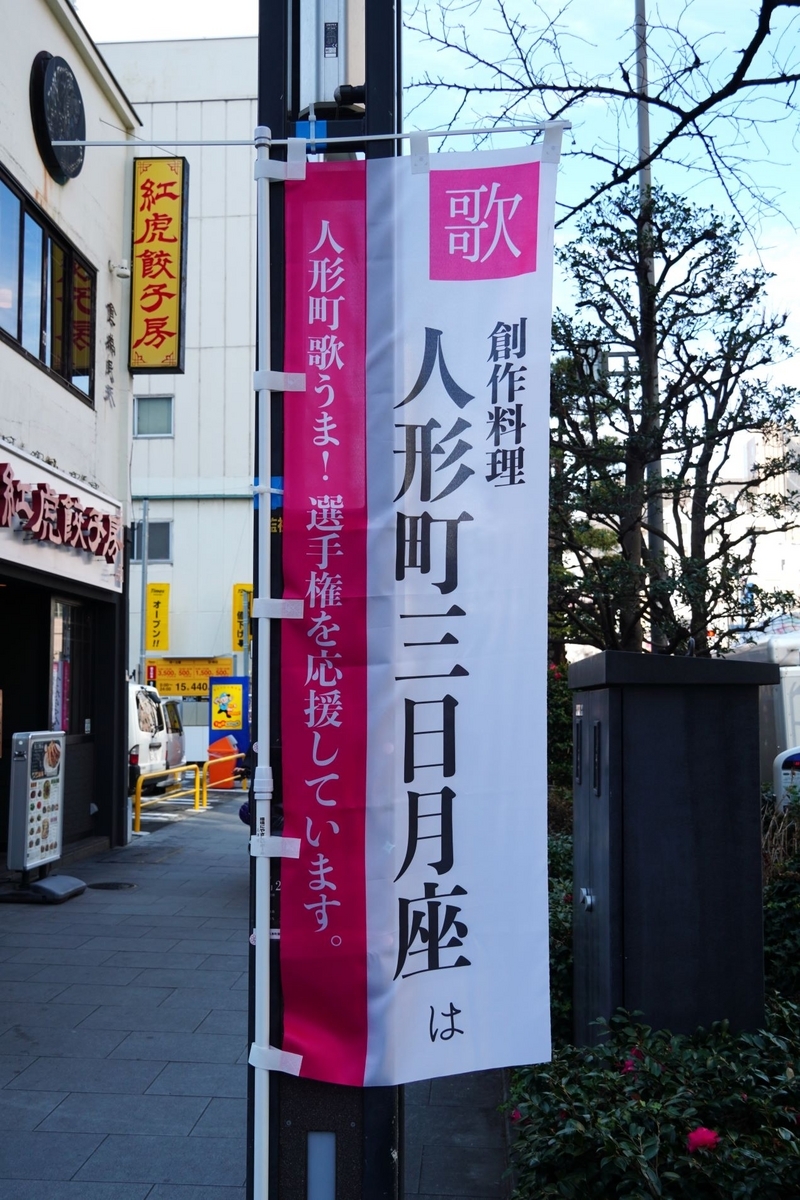 歌
創作料理
人形町三日月座は
人形町歌うま！選手権を応援しています。
紅虎餃子房
紅虎餃子房
オープン!!
15,440